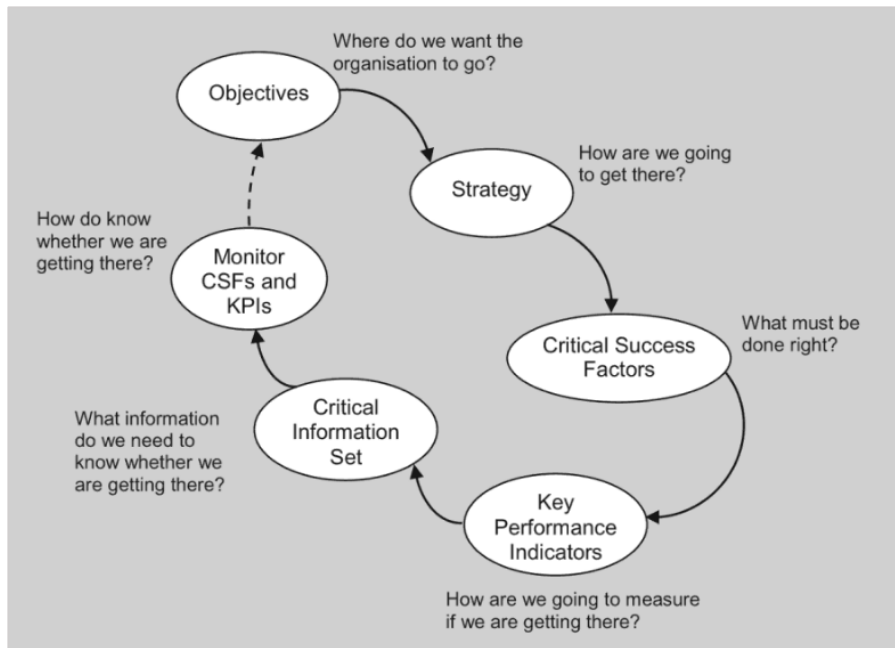 Where do we want the
organisation to go?
Objectives
How are we going
to get there?
Strategy
What must be
done right?
Critical Success
Factors
Key
Performance
Indicators
How are we going to measure
if we are getting there?
Critical
Information
Set
What information
do we need to
know whether we
are getting there?
Monitor
CSFs and
KPIs
How do know
whether we are
getting there?